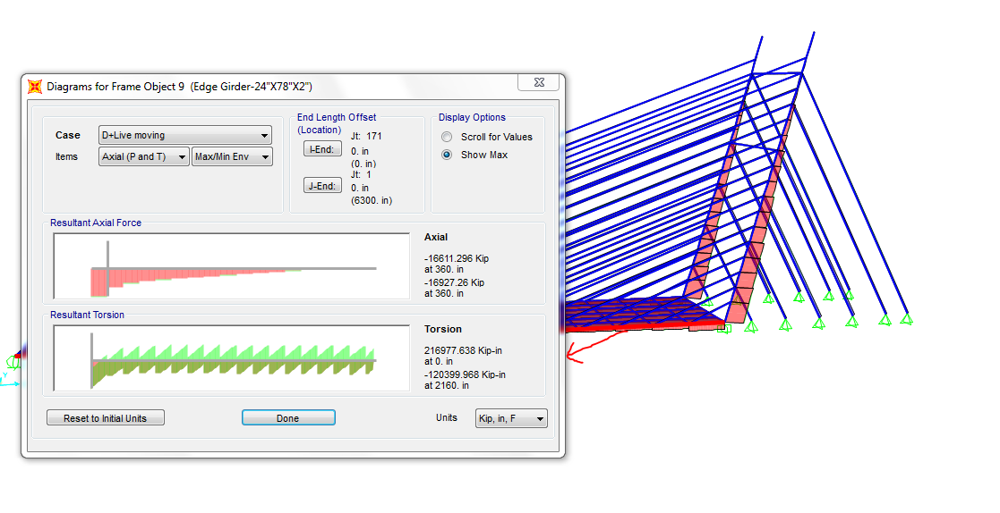 Diagrams for Frame Object 9 (Edge Girder-24"X78"X2")
Case
D+Live moving
Items
Axial (P and T)
Max/Min Env
End Length Offset
(Location)
Jt: 171
I-End:
0. in
(0. in)
Jt: 1
J-End:
0. in
(6300. in)
Display Options
Scroll for Values
Show Max
Resultant Axial Force
Axial
-16611.296 Kip
at 360. in
-16927.26 Kip
at 360. in
Resultant Torsion
Torsion
216977.638 Kip-in
at 0. in
-120399.968 Kip-in
at 2160. in
Reset to Initial Units
Done
Units
Kip, in, F
Y